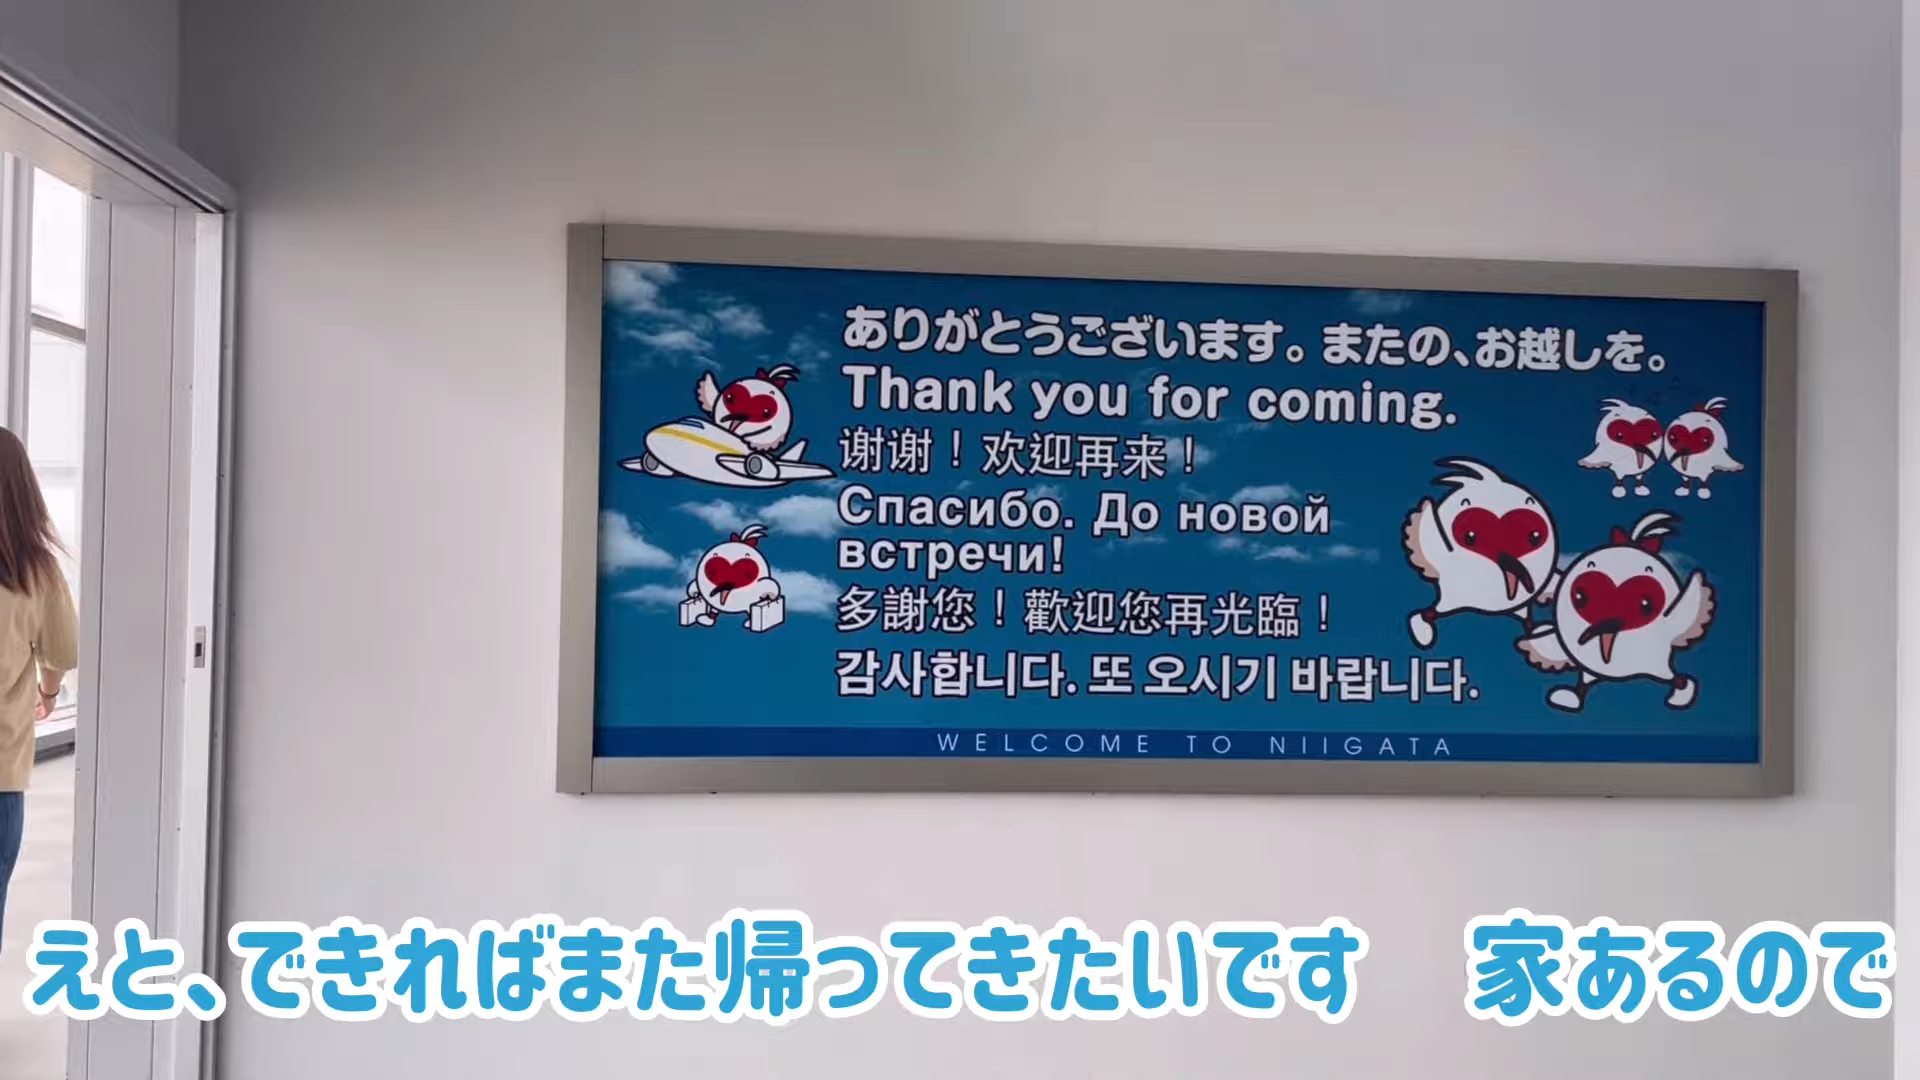 ありがとうございます。またの、お越しを。
Thank you for coming.
谢谢！欢迎再来！
Спасибо. До новой
встречи!
多謝您！歡迎您再光臨！
감사합니다. 또 오시기 바랍니다.
WELCOME TO NIIGATA
えと、できればまた帰ってきたいです 家あるので